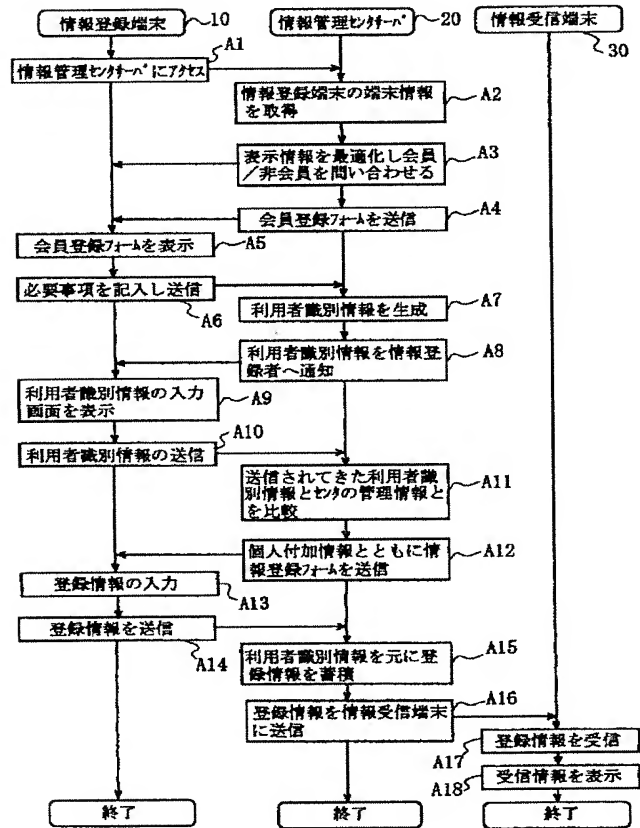 情報登録端末
10
情報管理センタサーバ
20
情報受信端末
30
A1
情報管理センタサーバにアクセス
情報登録端末の端末情報
を取得
A2
表示情報を最適化し会員
/非会員を問い合わせる
A3
会員登録フォームを送信
A4
会員登録フォームを表示
A5
必要事項を記入し送信
A6
利用者識別情報を生成
A7
利用者識別情報を情報登
録者へ通知
A8
利用者識別情報の入力
画面を表示
A9
A10
利用者識別情報の送信
送信されてきた利用者識
別情報とセンタの管理情報と
を比較
A11
個人付加情報とともに情
報登録フォームを送信
A12
登録情報の入力
A13
登録情報を送信
A14
利用者識別情報を元に登
録情報を蓄積
A15
登録情報を情報受信端末
に送信
A16
登録情報を受信
A17
受信情報を表示
A18
終了
終了
終了